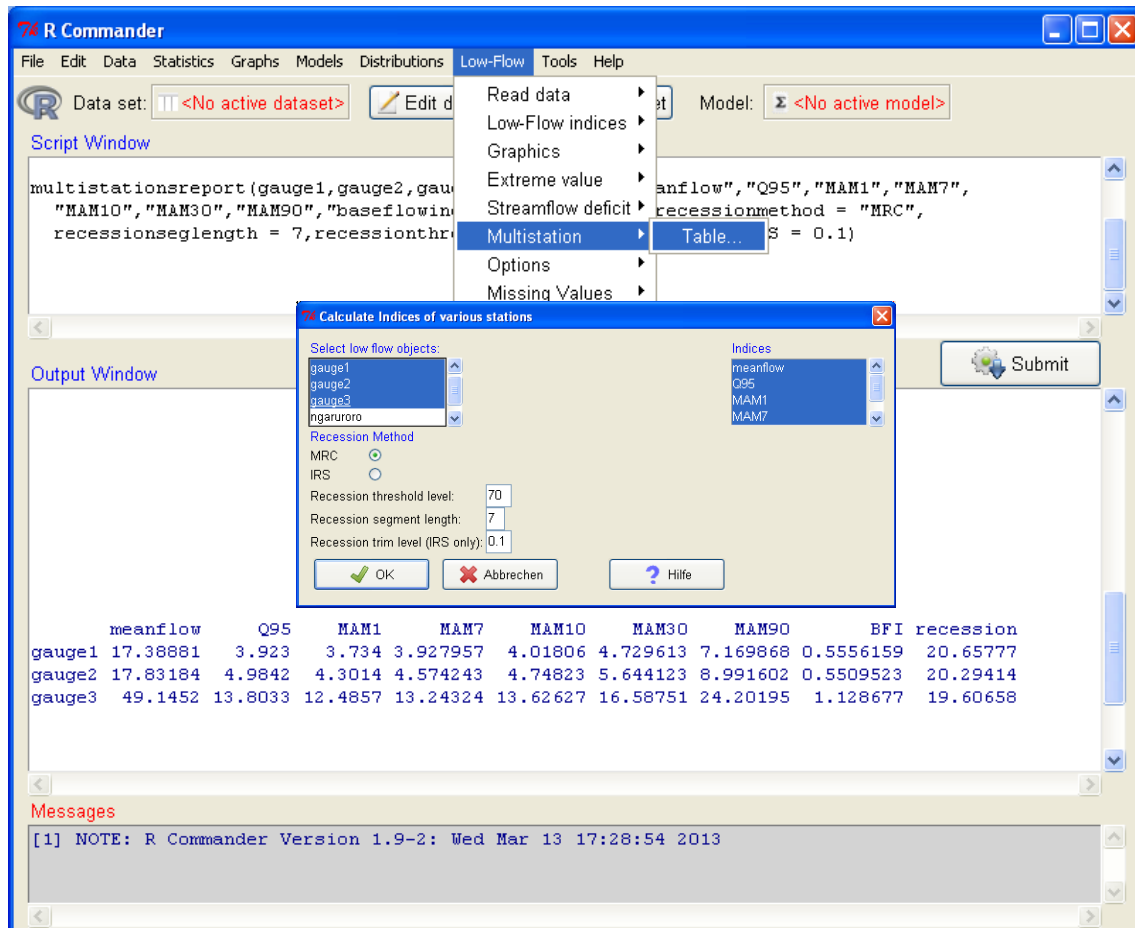 R Commander
File Edit Data Statistics Graphs Models Distributions Low-Flow Tools Help
Data set: <No active dataset> Edit d et Model: Σ <No active model>
Read data
Low-Flow indices
Graphics
Extreme value
Streamflow deficit
Multistation Table...
Options
Missing Values
Script Window
multistationsreport(gauge1,gauge2,gau anflow","Q95","MAM1","MAM7",
"MAM10","MAM30","MAM90","baseflowin recessionmethod = "MRC",
recessionseglength = 7,recessionthr S = 0.1)
Calculate Indices of various stations
Select low flow objects: Indices
gauge1 meanflow
gauge2 Q95
gauge3 MAM1
ngaruroro MAM7
Recession Method
MRC
IRS
Recession threshold level: 70
Recession segment length: 7
Recession trim level (IRS only): 0.1
OK Abbrechen Hilfe
Submit
Output Window
meanflow Q95 MAM1 MAM7 MAM10 MAM30 MAM90 BFI recession
gauge1 17.38881 3.923 3.734 3.927957 4.01806 4.729613 7.169868 0.5556159 20.65777
gauge2 17.83184 4.9842 4.3014 4.574243 4.74823 5.644123 8.991602 0.5509523 20.29414
gauge3 49.1452 13.8033 12.4857 13.24324 13.62627 16.58751 24.20195 1.128677 19.60658
Messages
[1] NOTE: R Commander Version 1.9-2: Wed Mar 13 17:28:54 2013